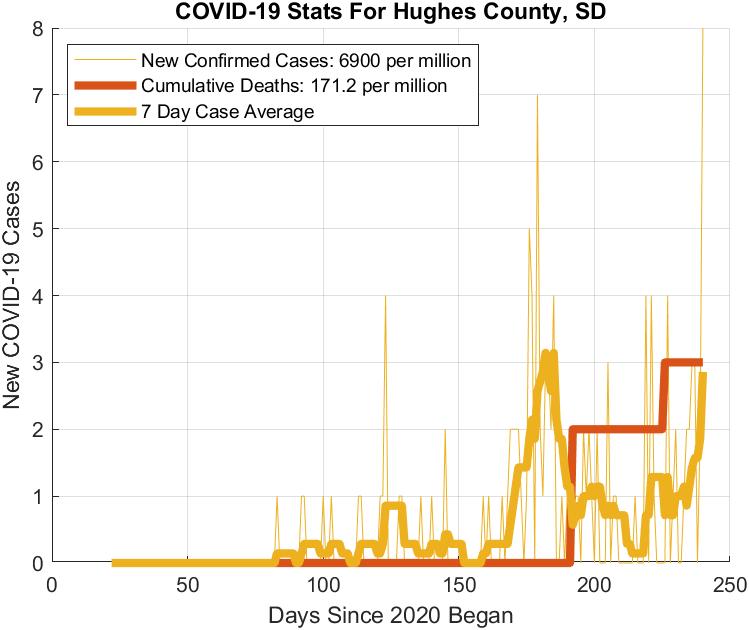 COVID-19 Stats For Hughes County, SD
New Confirmed Cases: 6900 per million
Cumulative Deaths: 171.2 per million
7 Day Case Average
New COVID-19 Cases
8
7
6
5
4
3
2
1
0
0 50 100 150 200 250
Days Since 2020 Began